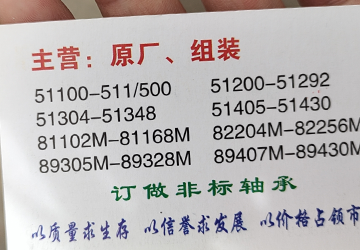 主营：原厂、组装
51100-511/500 51200-51292
51304-51348 51405-51430
81102M-81168M 82204M-82256M
89305M-89328M 89407M-89430M
订做非标轴承
以质量求生存 以信誉求发展 以价格占领市